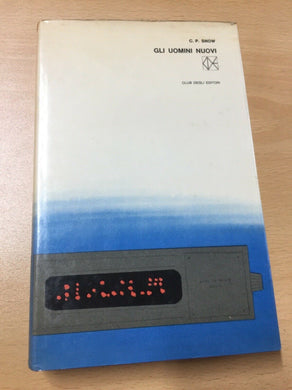 C. P. SNOW
GLI UOMINI NUOVI
CLUB DEGLI EDITORI